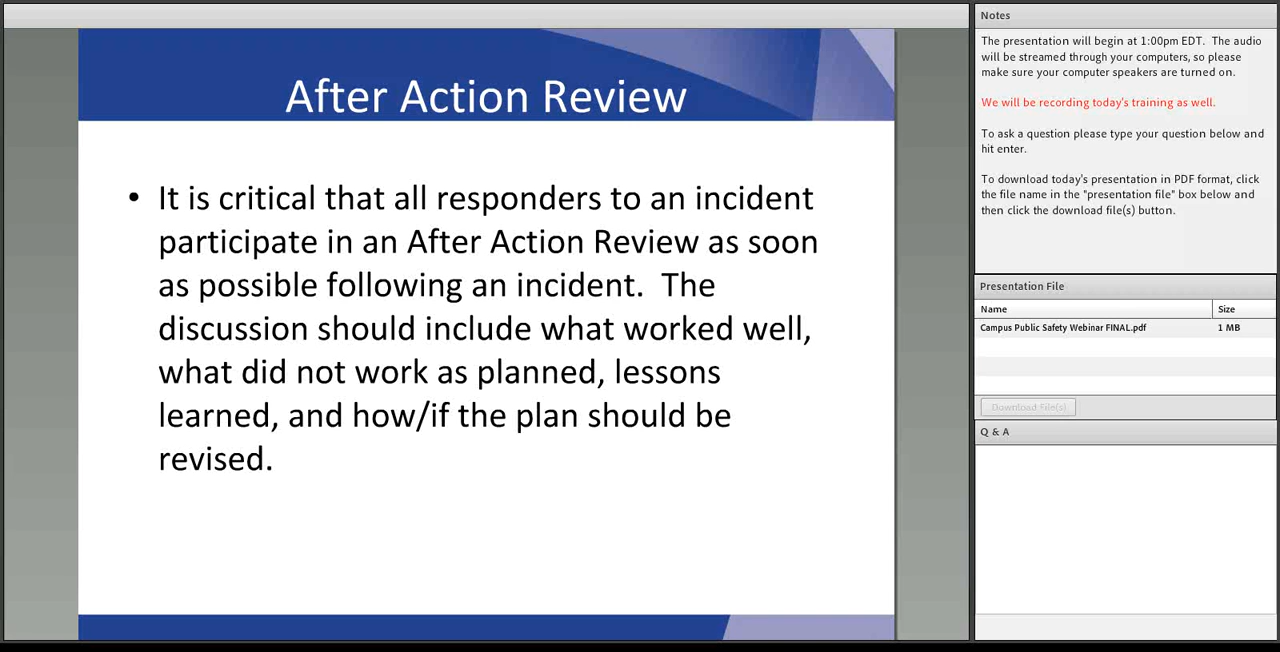 After Action Review
• It is critical that all responders to an incident
participate in an After Action Review as soon
as possible following an incident.  The
discussion should include what worked well,
what did not work as planned, lessons
learned, and how/if the plan should be
revised.
Notes
The presentation will begin at 1:00pm EDT.  The audio
will be streamed through your computers, so please
make sure your computer speakers are turned on.
We will be recording today's training as well.
To ask a question please type your question below and
hit enter.
To download today's presentation in PDF format, click
the file name in the "presentation file" box below and
then click the download file(s) button.
Presentation File
Name Size
Campus Public Safety Webinar FINAL.pdf 1 MB
Download File(s)
Q & A